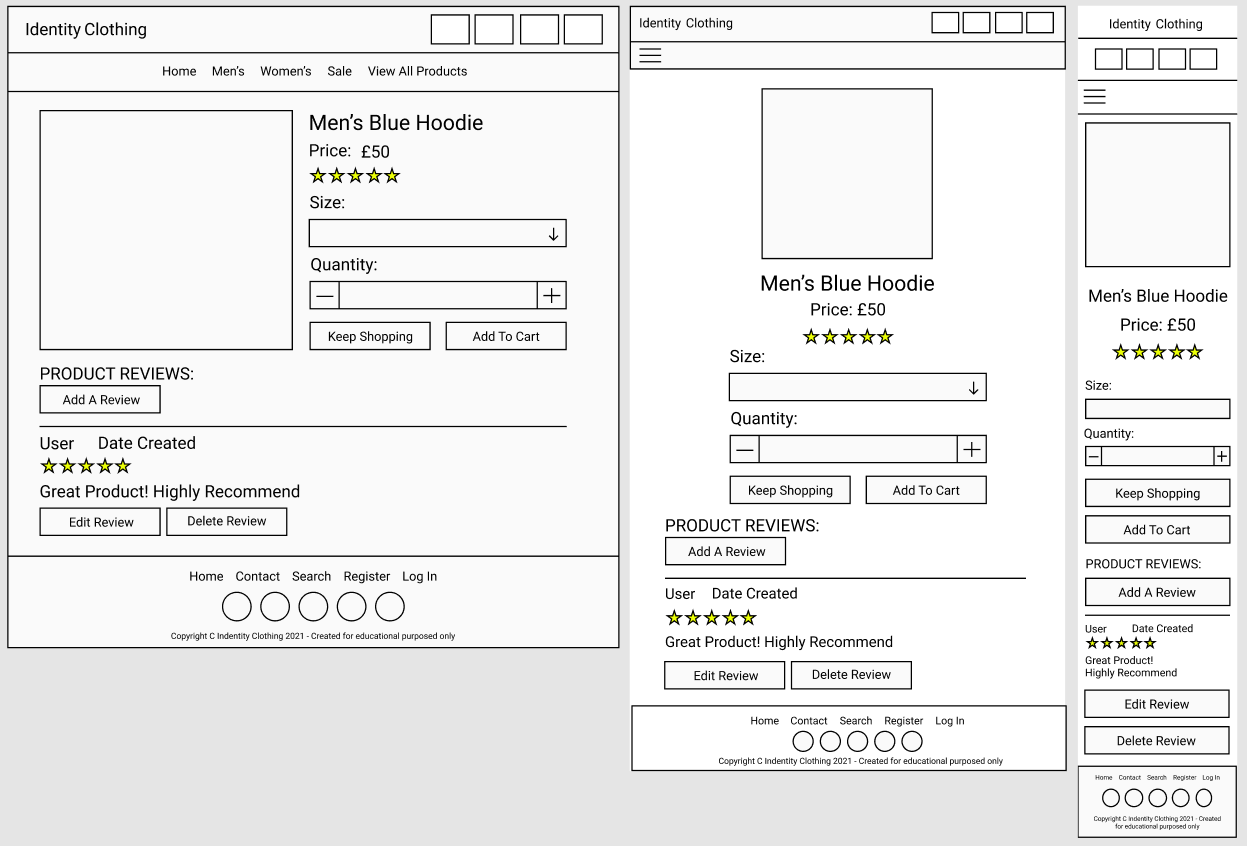 Identity Clothing
Home Men's Women's Sale View All Products
Men's Blue Hoodie
Price: £50
Size:
Quantity:
Keep Shopping Add To Cart
PRODUCT REVIEWS:
Add A Review
User Date Created
Great Product! Highly Recommend
Edit Review Delete Review
Home Contact Search Register Log In
Copyright C Indentity Clothing 2021 - Created for educational purposed only
Identity Clothing
Men's Blue Hoodie
Price: £50
Size:
Quantity:
Keep Shopping Add To Cart
PRODUCT REVIEWS:
Add A Review
User Date Created
Great Product! Highly Recommend
Edit Review Delete Review
Home Contact Search Register Log In
Copyright C Indentity Clothing 2021 - Created for educational purposed only
Identity Clothing
Men's Blue Hoodie
Price: £50
Size:
Quantity:
Keep Shopping
Add To Cart
PRODUCT REVIEWS:
Add A Review
User Date Created
Great Product!
Highly Recommend
Edit Review
Delete Review
Home Contact Search Register Log In
Copyright C Indentity Clothing 2021 - Created
for educational purposed only